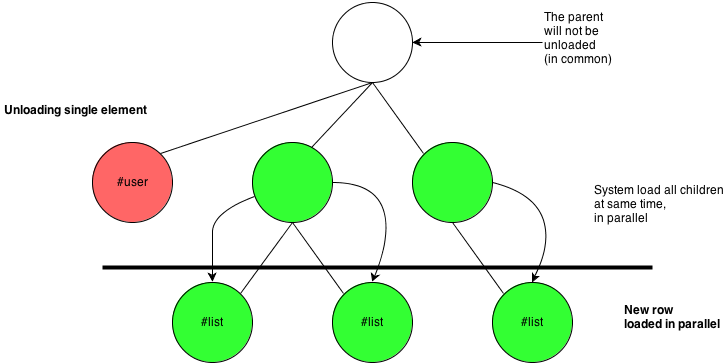 The parent
will not be
unloaded
(in common)
Unloading single element
#user
System load all children
at same time,
in parallel
#list
#list
#list
New row
loaded in parallel